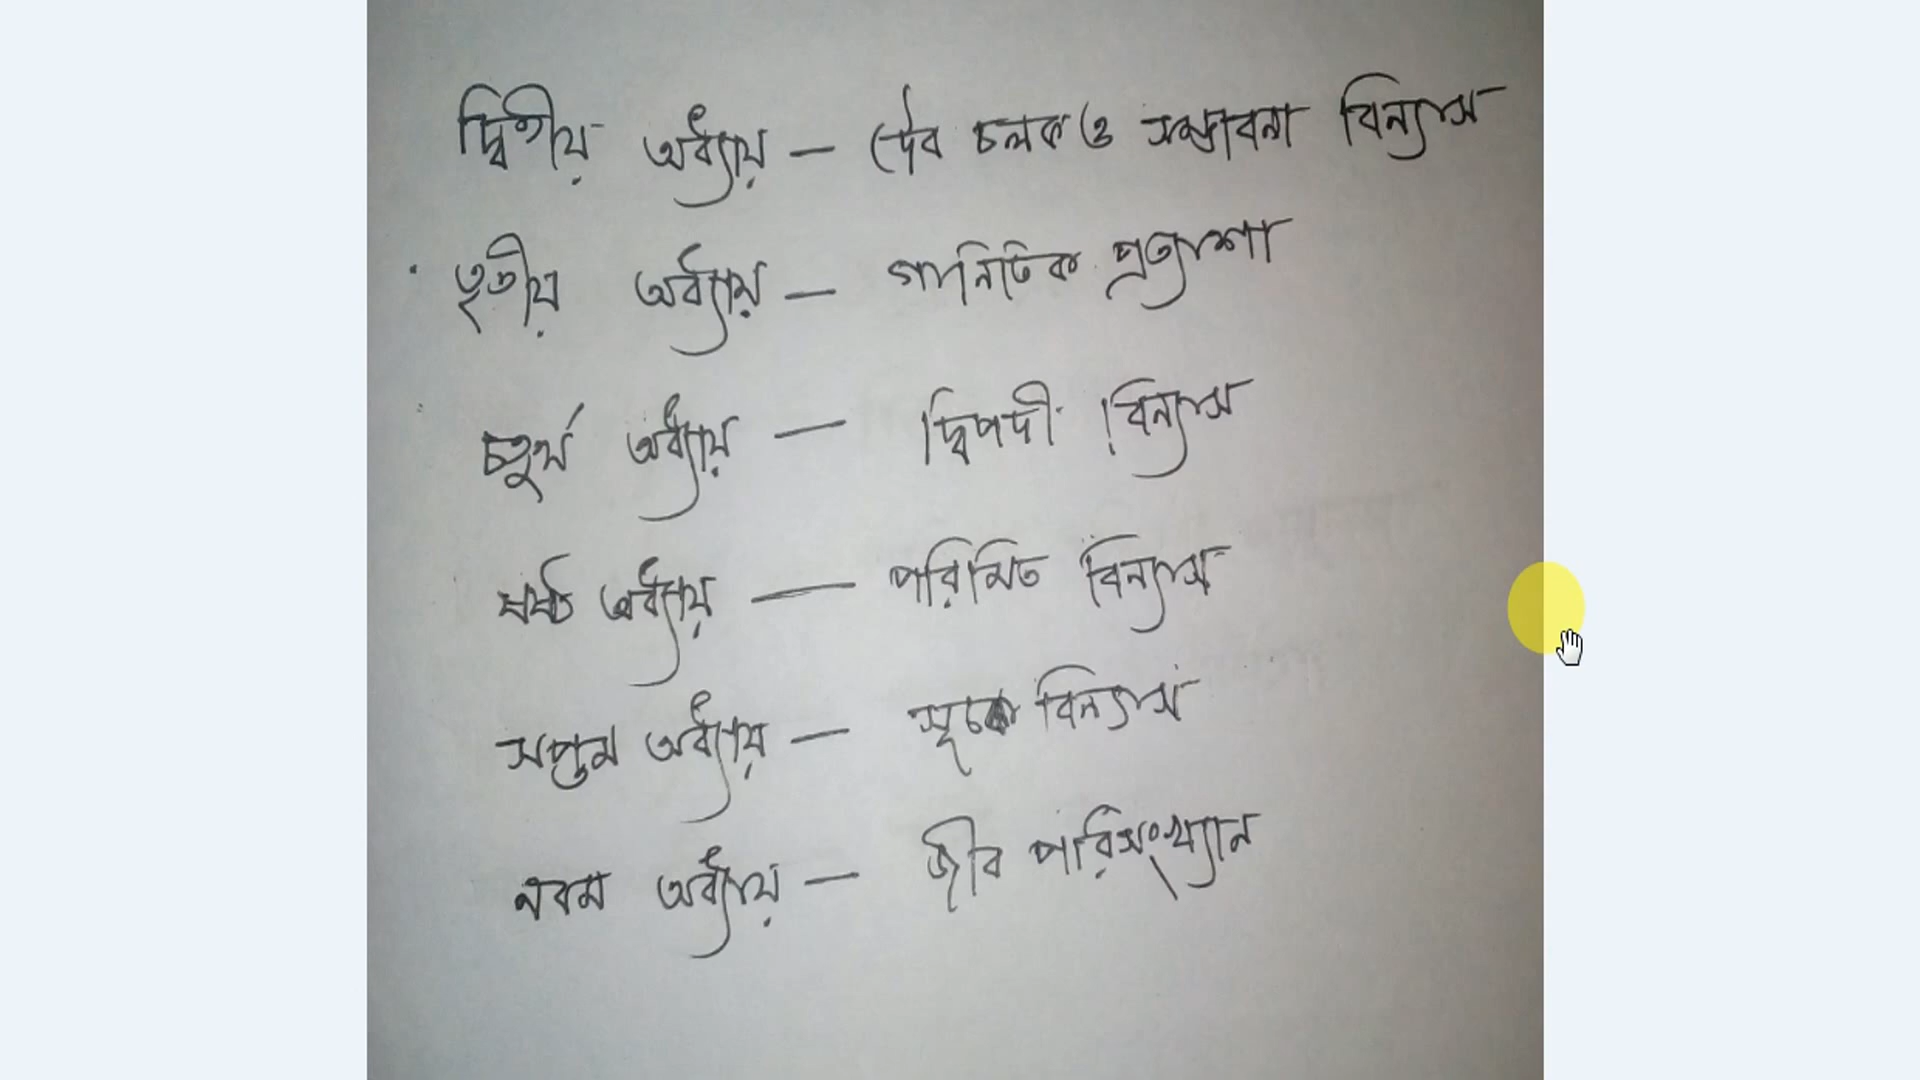 দ্বিতীয় অধ্যায় — দৈব চলক ও সম্ভাবনা বিন্যাস
তৃতীয় অধ্যায় — গানিতিক প্রত্যাশা
চতুর্থ অধ্যায় — দ্বিপদী বিন্যাস
ষষ্ঠ অধ্যায় — পরিমিত বিন্যাস
সপ্তম অধ্যায় — সূচক বিন্যাস
নবম অধ্যায় — জীব পরিসংখ্যান